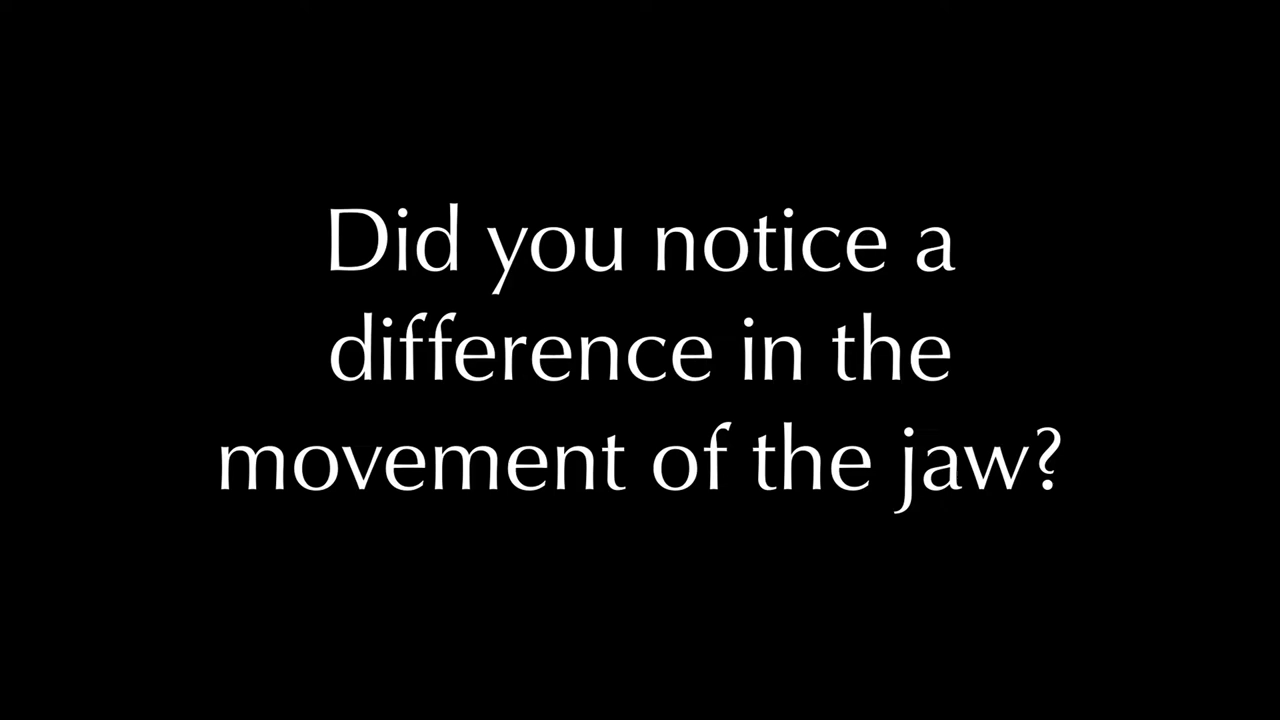 Did you notice a
difference in the
movement of the jaw?